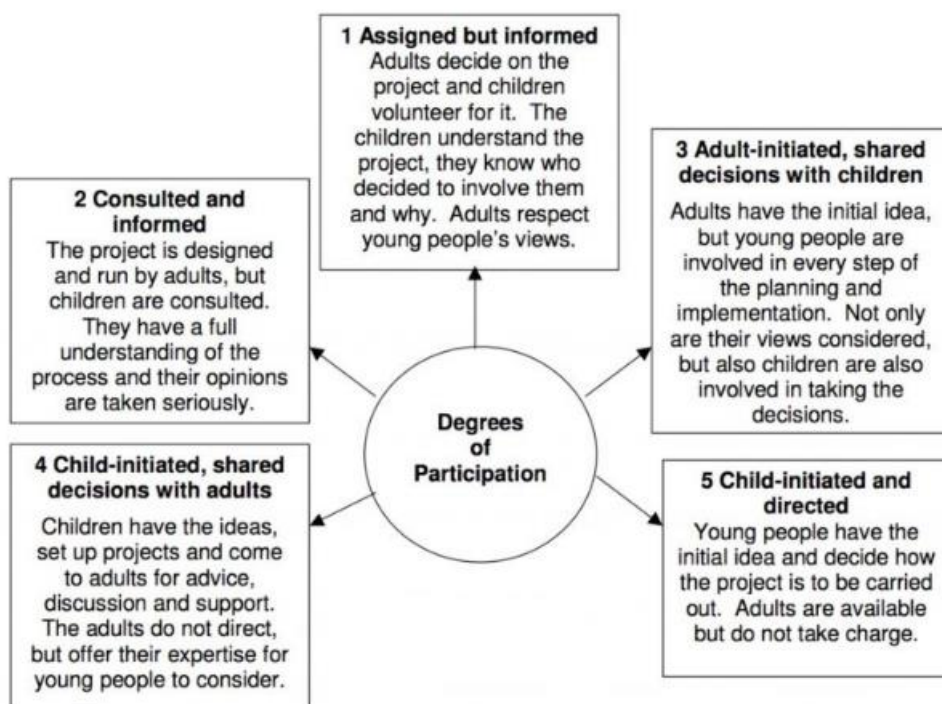 1 Assigned but informed
Adults decide on the
project and children
volunteer for it. The
children understand the
project, they know who
decided to involve them
and why. Adults respect
young people's views.
2 Consulted and
informed
The project is designed
and run by adults, but
children are consulted.
They have a full
understanding of the
process and their opinions
are taken seriously.
3 Adult-initiated, shared
decisions with children
Adults have the initial idea,
but young people are
involved in every step of
the planning and
implementation. Not only
are their views considered,
but also children are also
involved in taking the
decisions.
Degrees
of
Participation
4 Child-initiated, shared
decisions with adults
Children have the ideas,
set up projects and come
to adults for advice,
discussion and support.
The adults do not direct,
but offer their expertise for
young people to consider.
5 Child-initiated and
directed
Young people have the
initial idea and decide how
the project is to be carried
out. Adults are available
but do not take charge.